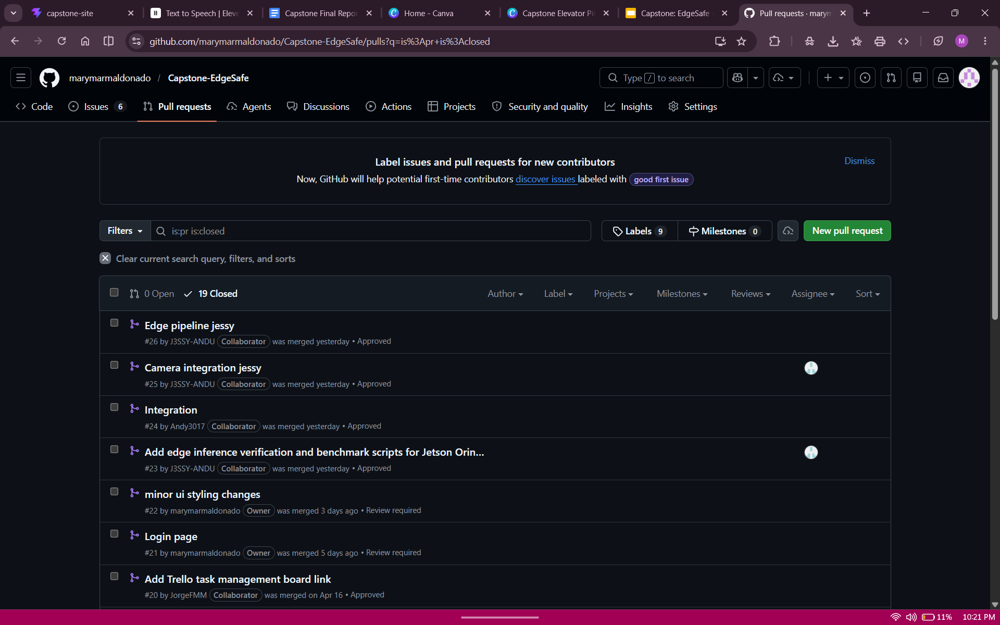 capstone-site
Text to Speech | Eleve
Capstone Final Repor
Home - Canva
Capstone Elevator Pit
Capstone: EdgeSafe -
Pull requests · marym
github.com/marymarmaldonado/Capstone-EdgeSafe/pulls?q=is%3Apr+is%3Aclosed
M
marymarmaldonado / Capstone-EdgeSafe
Type / to search
Code
Issues 6
Pull requests
Agents
Discussions
Actions
Projects
Security and quality
Insights
Settings
Label issues and pull requests for new contributors
Dismiss
Now, GitHub will help potential first-time contributors discover issues labeled with good first issue
Filters
is:pr is:closed
Labels 9
Milestones 0
New pull request
Clear current search query, filters, and sorts
0 Open 19 Closed
Author
Label
Projects
Milestones
Reviews
Assignee
Sort
Edge pipeline jessy
#26 by J3SSY-ANDU Collaborator was merged yesterday • Approved
Camera integration jessy
#25 by J3SSY-ANDU Collaborator was merged yesterday • Approved
Integration
#24 by Andy3017 Collaborator was merged yesterday • Approved
Add edge inference verification and benchmark scripts for Jetson Orin...
#23 by J3SSY-ANDU Collaborator was merged yesterday • Approved
minor ui styling changes
#22 by marymarmaldonado Owner was merged 3 days ago • Review required
Login page
#21 by marymarmaldonado Owner was merged 5 days ago • Review required
Add Trello task management board link
#20 by JorgeFMM Collaborator was merged on Apr 16 • Approved
11%
10:21 PM